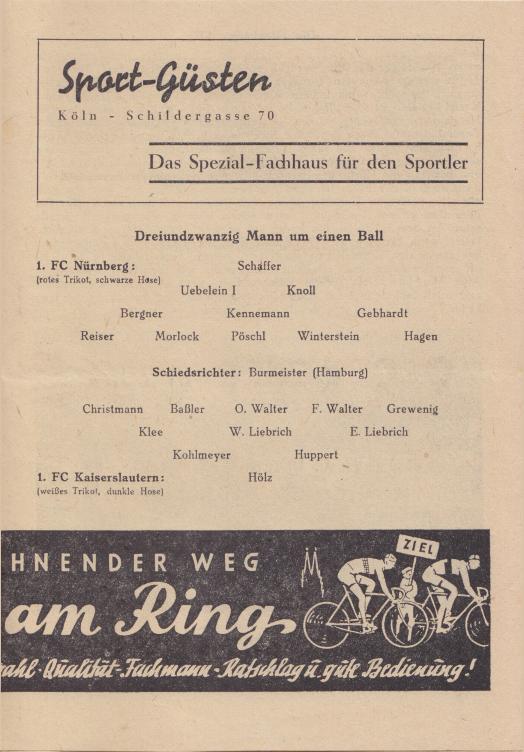 Sport-Güsten
Köln - Schildergasse 70
Das Spezial-Fachhaus für den Sportler
Dreiundzwanzig Mann um einen Ball
1. FC Nürnberg: Schaffer
(rotes Trikot, schwarze Hose)
Uebelein I Knoll
Bergner Kennemann Gebhardt
Reiser Morlock Pöschl Winterstein Hagen
Schiedsrichter: Burmeister (Hamburg)
Christmann Baßler O. Walter F. Walter Grewenig
Klee W. Liebrich E. Liebrich
Kohlmeyer Huppert
1. FC Kaiserslautern: Hölz
(weißes Trikot, dunkle Hose)
ZIEL
HNENDER WEG
am Ring
ahl · Qualität - Fachmann - Ratschlag u. gute Bedienung!